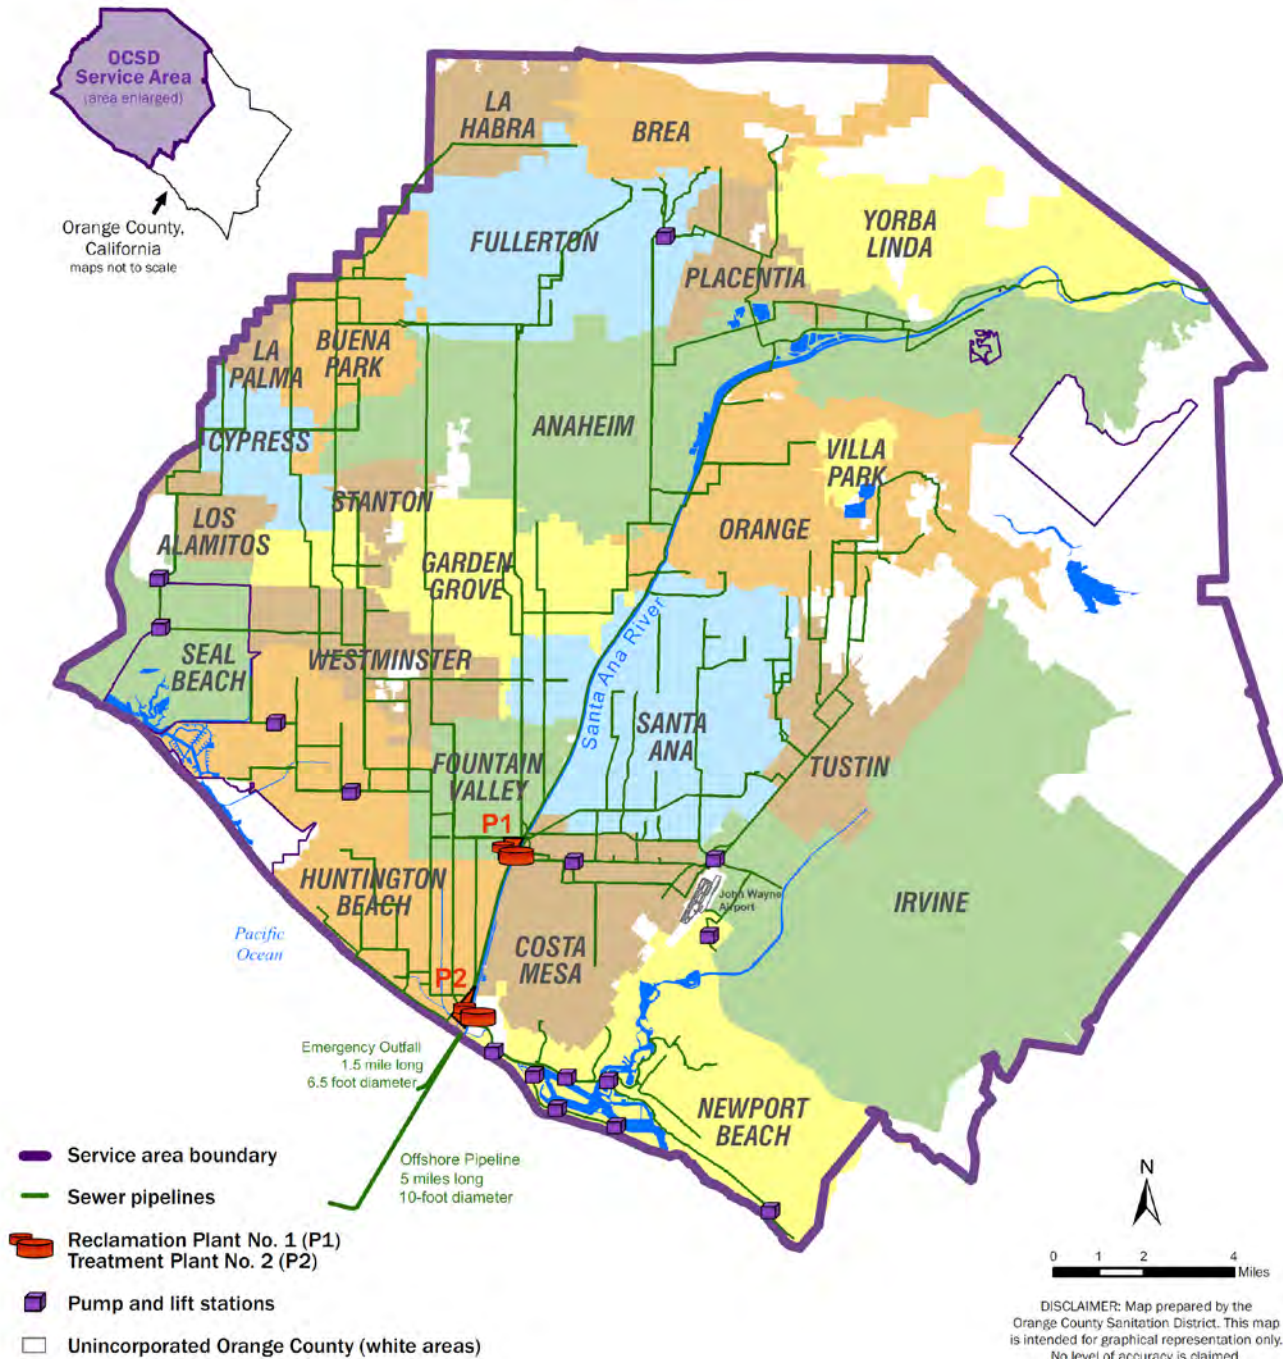 OCSD
Service Area
(area enlarged)
Orange County,
California
maps not to scale
LA
HABRA
BREA
FULLERTON
YORBA
LINDA
PLACENTIA
BUENA
PARK
LA
PALMA
ANAHEIM
CYPRESS
VILLA
PARK
STANTON
LOS
ALAMITOS
ORANGE
GARDEN
GROVE
Santa Ana River
SEAL
BEACH
WESTMINSTER
SANTA
ANA
FOUNTAIN
VALLEY
TUSTIN
P1
HUNTINGTON
BEACH
John Wayne
Airport
IRVINE
Pacific
Ocean
COSTA
MESA
P2
Emergency Outfall
1.5 mile long
6.5 foot diameter
NEWPORT
BEACH
Offshore Pipeline
5 miles long
10-foot diameter
Service area boundary
Sewer pipelines
Reclamation Plant No. 1 (P1)
Treatment Plant No. 2 (P2)
Pump and lift stations
Unincorporated Orange County (white areas)
N
0 1 2 4
Miles
DISCLAIMER: Map prepared by the
Orange County Sanitation District. This map
is intended for graphical representation only.
No level of accuracy is claimed